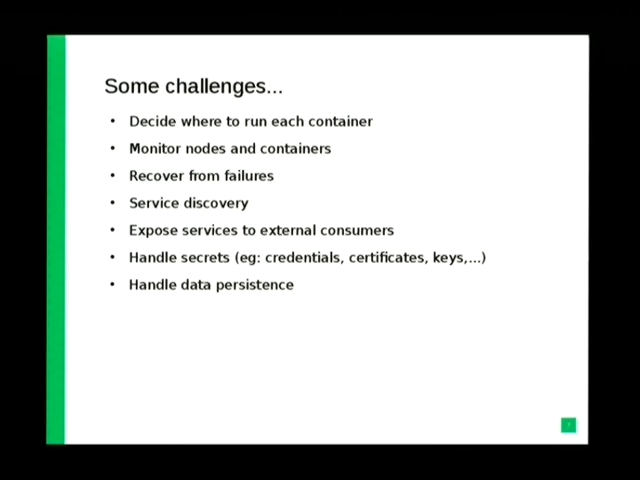 Some challenges...
• Decide where to run each container
• Monitor nodes and containers
• Recover from failures
• Service discovery
• Expose services to external consumers
• Handle secrets (eg: credentials, certificates, keys,...)
• Handle data persistence